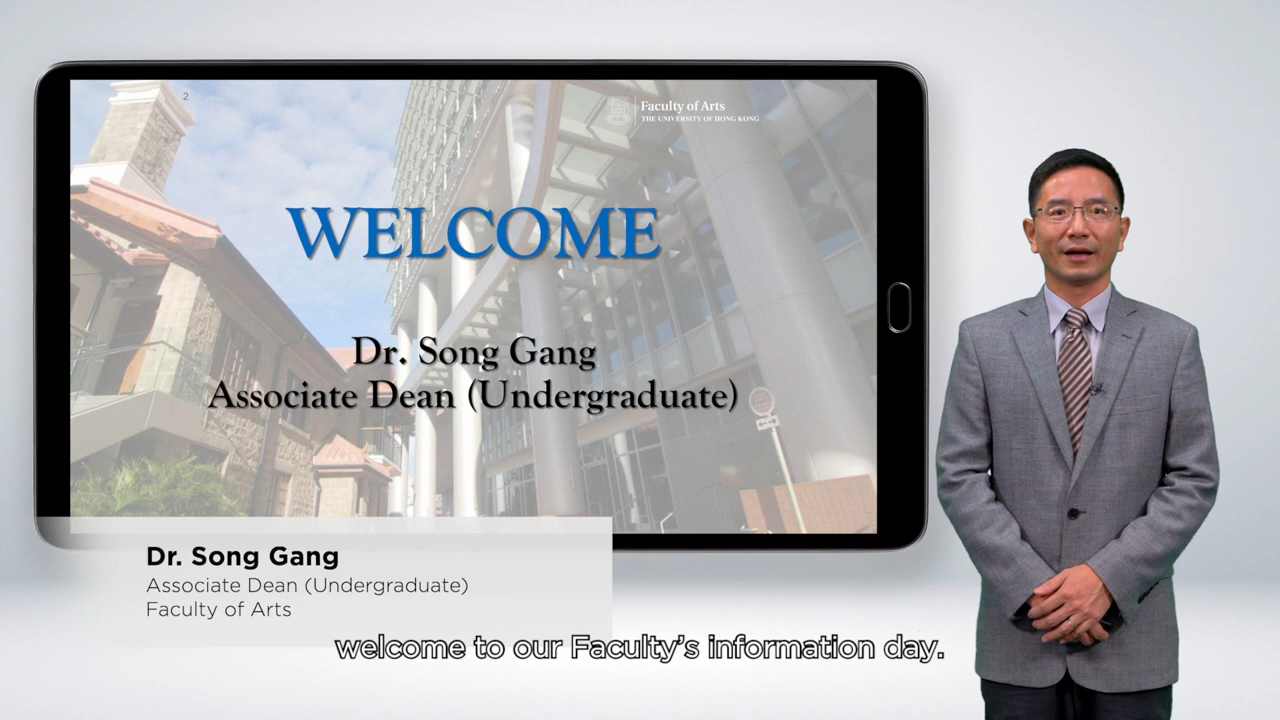 2
Faculty of Arts
THE UNIVERSITY OF HONG KONG
WELCOME
Dr. Song Gang
Associate Dean (Undergraduate)
Dr. Song Gang
Associate Dean (Undergraduate)
Faculty of Arts
welcome to our Faculty's information day.